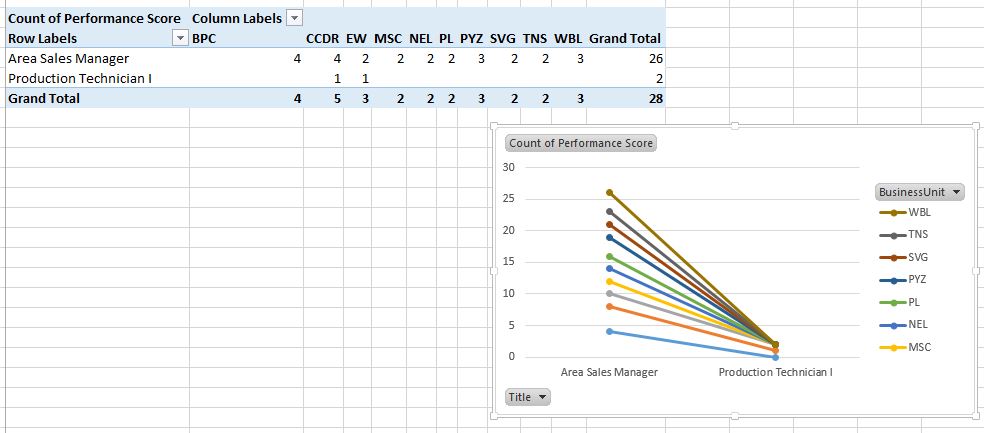 Count of Performance Score Column Labels
Row Labels BPC CCDR EW MSC NEL PL PYZ SVG TNS WBL Grand Total
Area Sales Manager 4 4 2 2 2 2 3 2 2 3 26
Production Technician I 1 1 2
Grand Total 4 5 3 2 2 2 3 2 2 3 28
Count of Performance Score
30
25
20
15
10
5
0
Area Sales Manager Production Technician I
Title
BusinessUnit
WBL
TNS
SVG
PYZ
PL
NEL
MSC